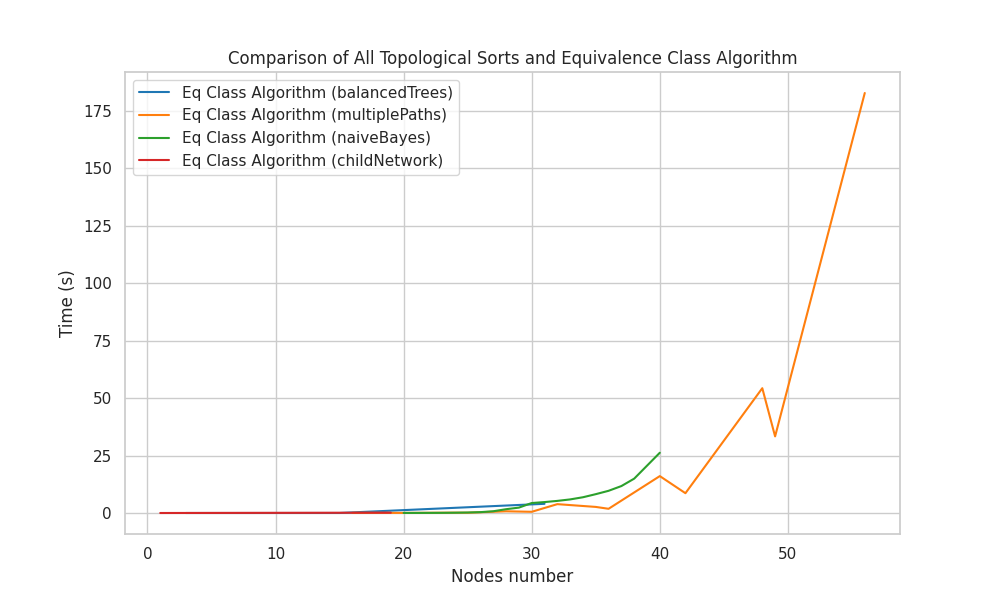 Comparison of All Topological Sorts and Equivalence Class Algorithm
Eq Class Algorithm (balancedTrees)
Eq Class Algorithm (multiplePaths)
Eq Class Algorithm (naiveBayes)
Eq Class Algorithm (childNetwork)
Time (s)
175
150
125
100
75
50
25
0
0 10 20 30 40 50
Nodes number